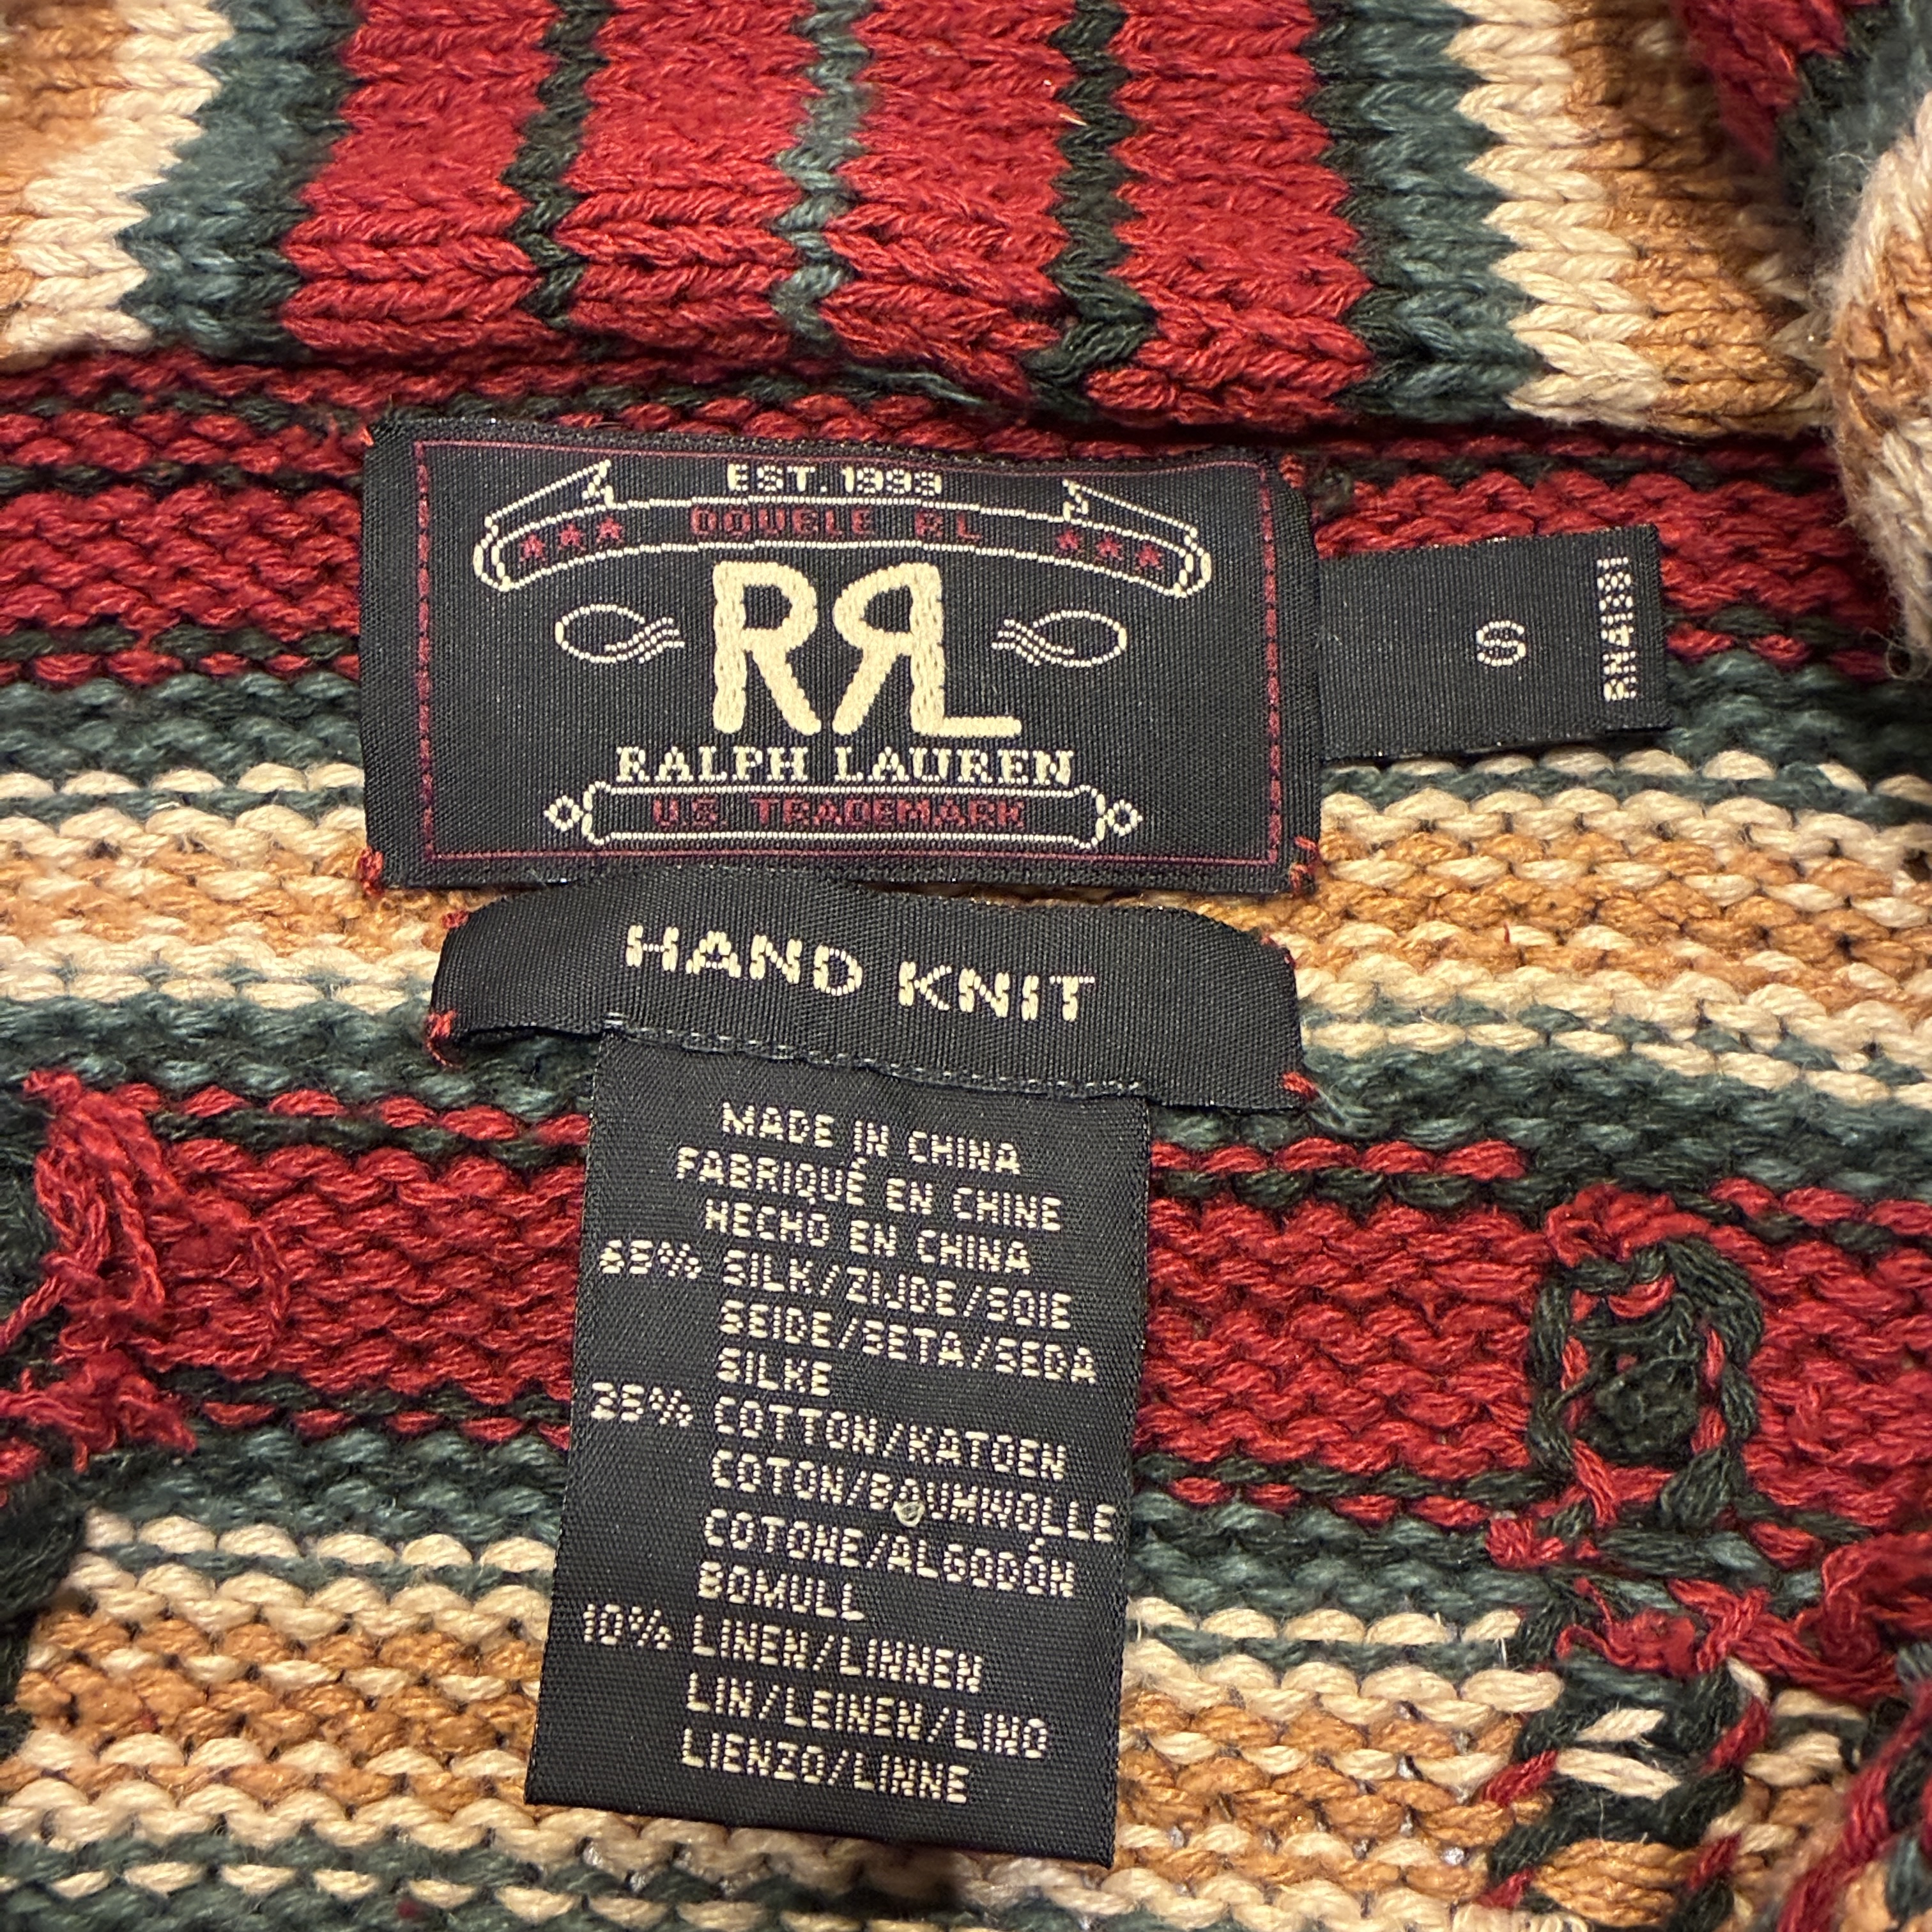 EST. 1993
DOUBLE RL
RRL
RALPH LAUREN
U.S. TRADEMARK
S
RN41381
HAND KNIT
MADE IN CHINA
FABRIQUÉ EN CHINE
HECHO EN CHINA
65% SILK/ZIJDE/SOIE
SEIDE/SETA/SEDA
SILKE
25% COTTON/KATOEN
COTON/BAUMWOLLE
COTONE/ALGODÓN
BOMULL
10% LINEN/LINNEN
LIN/LEINEN/LINO
LIENZO/LINNE